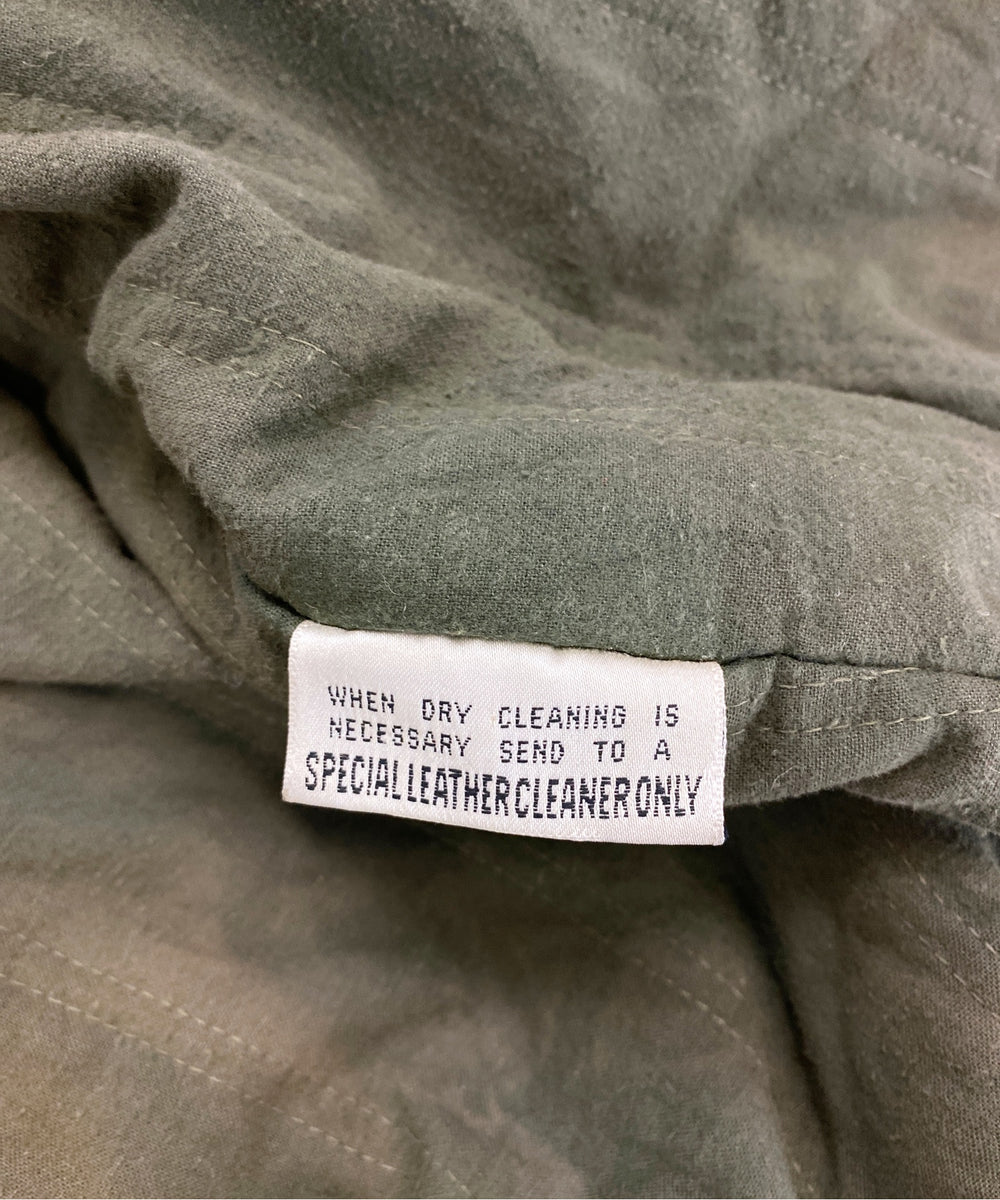 WHEN DRY CLEANING IS
NECESSARY SEND TO A
SPECIAL LEATHER CLEANER ONLY